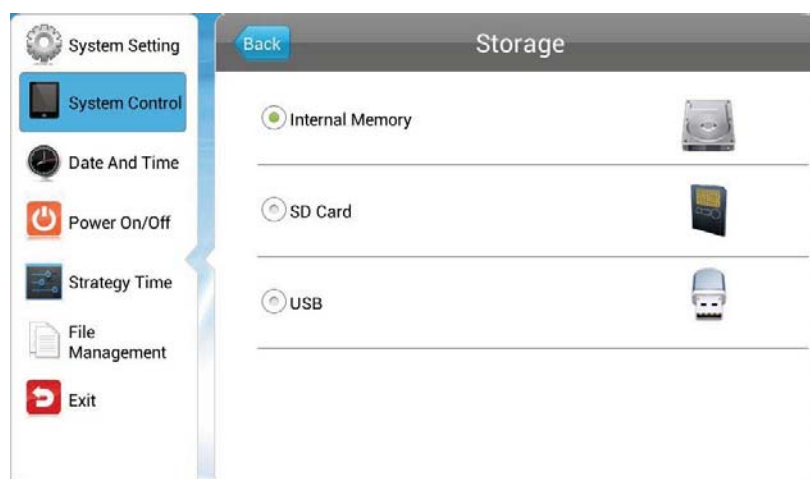 System Setting
System Control
Date And Time
Power On/Off
Strategy Time
File
Management
Exit
Back
Storage
Internal Memory
SD Card
USB